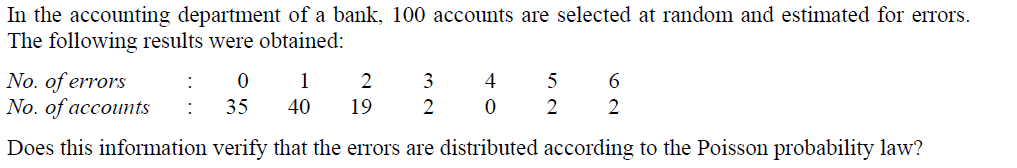 In the accounting department of a bank, 100 accounts are selected at random and estimated for errors.
The following results were obtained:
No. of errors : 0 1 2 3 4 5 6
No. of accounts : 35 40 19 2 0 2 2
Does this information verify that the errors are distributed according to the Poisson probability law?